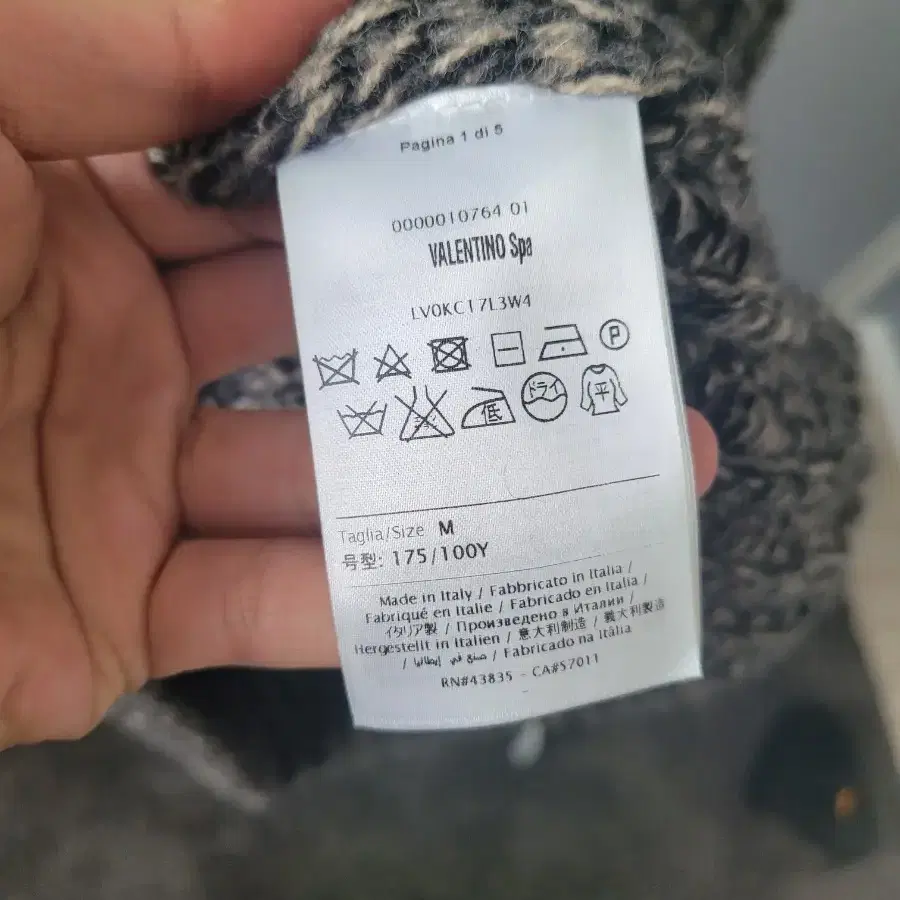 Pagina 1 di 5
0000010764 01
VALENTINO Spa
LV0KC17L3W4
P
低 ドライ 平
Taglia/Size M
号型: 175/100Y
Made in Italy / Fabbricato in Italia /
Fabriqué en Italie / Fabricado en Italia /
イタリア製 / Произведено в Италии /
Hergestellt in Italien / 意大利制造 / 義大利製造
/ صنع في إيطاليا / Fabricado na Itália
RN#43835 - CA#57011